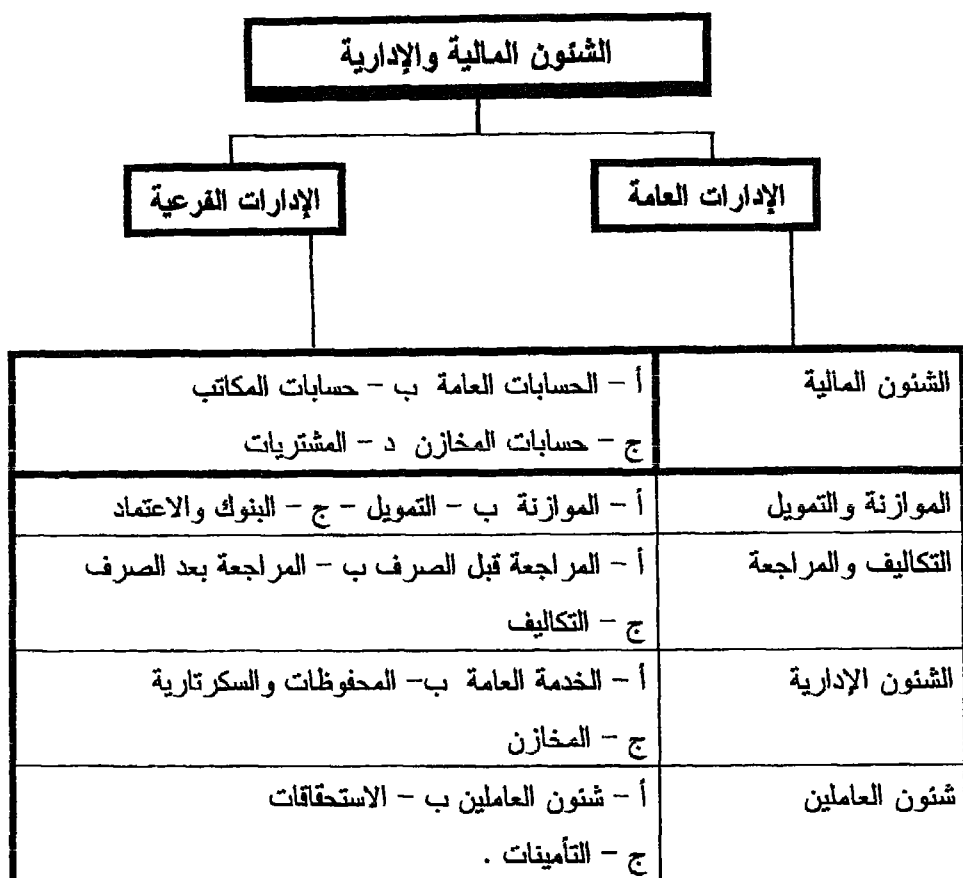 الشئون المالية والإدارية
الإدارات العامة
الإدارات الفرعية
الشئون المالية
أ – الحسابات العامة ب – حسابات المكاتب
ج – حسابات المخازن د – المشتريات
الموازنة والتمويل
أ – الموازنة ب – التمويل – ج – البنوك والاعتماد
التكاليف والمراجعة
أ – المراجعة قبل الصرف ب – المراجعة بعد الصرف
ج – التكاليف
الشئون الإدارية
أ – الخدمة العامة ب– المحفوظات والسكرتارية
ج – المخازن
شئون العاملين
أ – شئون العاملين ب – الاستحقاقات
ج – التأمينات .